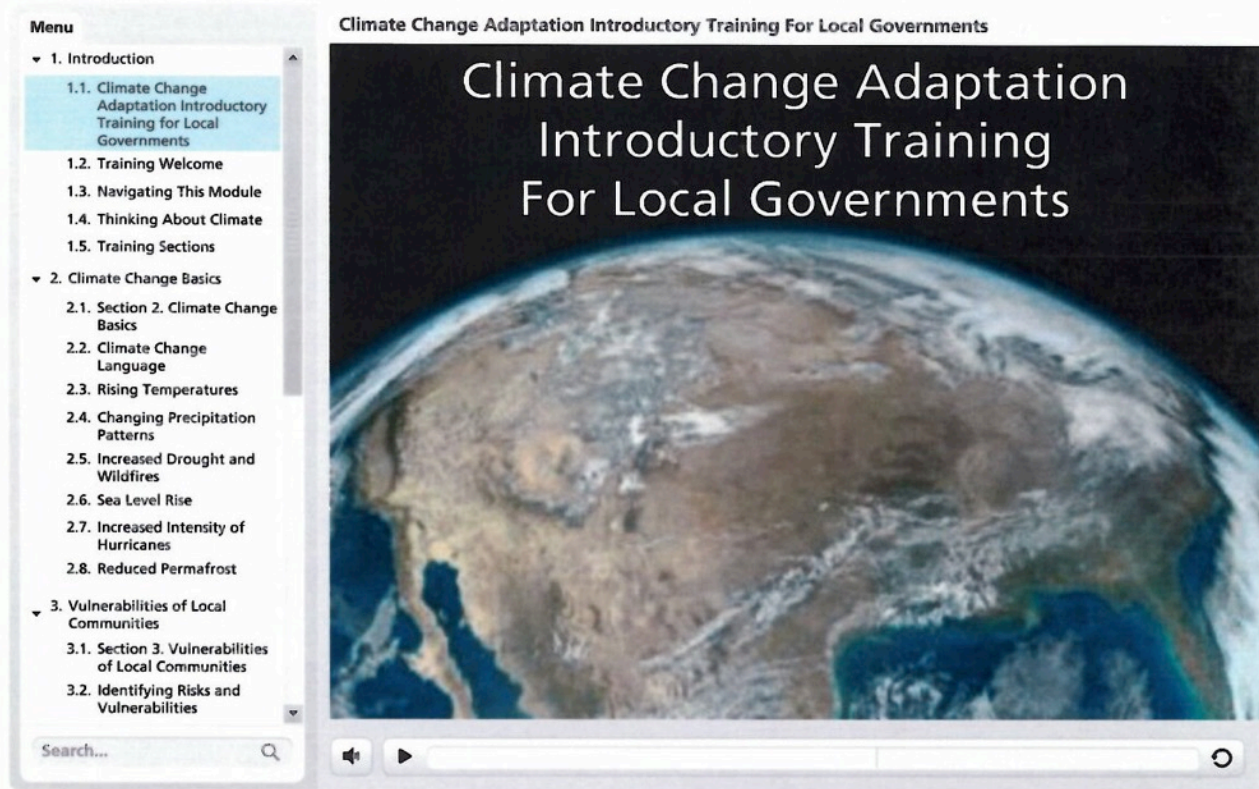 Menu
1. Introduction
1.1. Climate Change
Adaptation Introductory
Training for Local
Governments
1.2. Training Welcome
1.3. Navigating This Module
1.4. Thinking About Climate
1.5. Training Sections
2. Climate Change Basics
2.1. Section 2. Climate Change
Basics
2.2. Climate Change
Language
2.3. Rising Temperatures
2.4. Changing Precipitation
Patterns
2.5. Increased Drought and
Wildfires
2.6. Sea Level Rise
2.7. Increased Intensity of
Hurricanes
2.8. Reduced Permafrost
3. Vulnerabilities of Local
Communities
3.1. Section 3. Vulnerabilities
of Local Communities
3.2. Identifying Risks and
Vulnerabilities
Search...
Climate Change Adaptation Introductory Training For Local Governments
Climate Change Adaptation
Introductory Training
For Local Governments